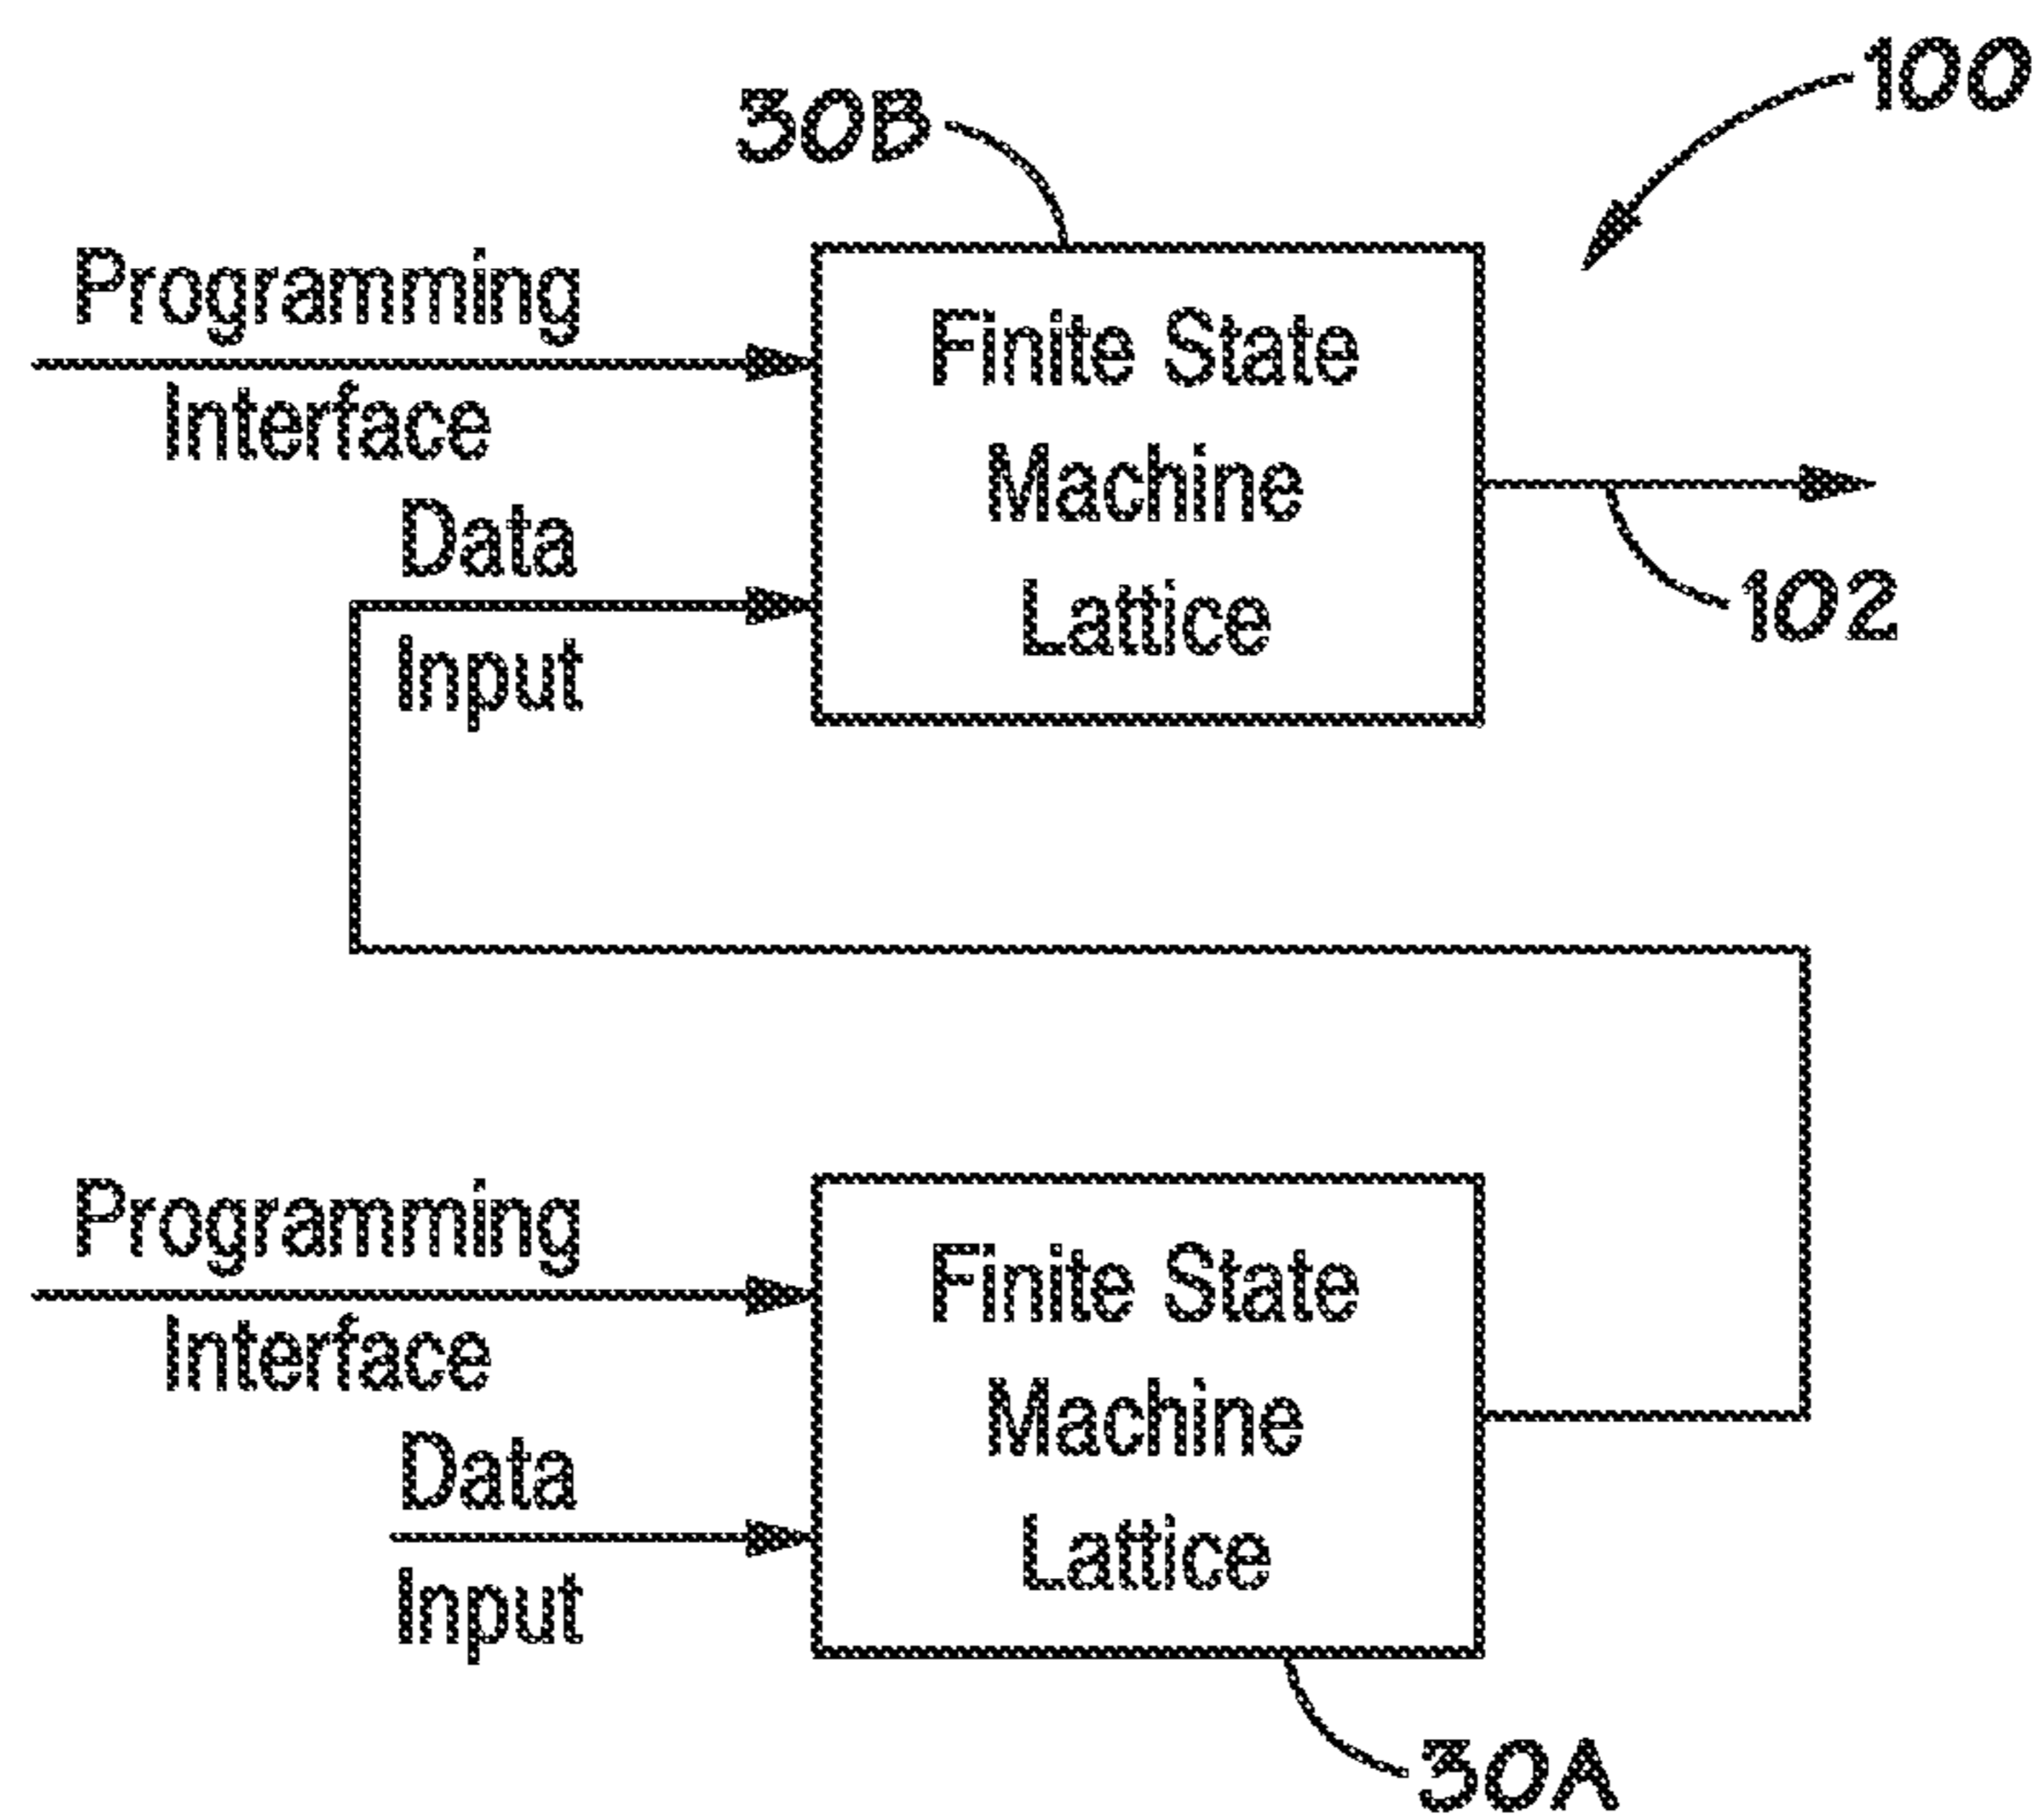 100
30B
Programming
Interface
Data
Input
Finite State
Machine
Lattice
102
Programming
Interface
Data
Input
Finite State
Machine
Lattice
30A